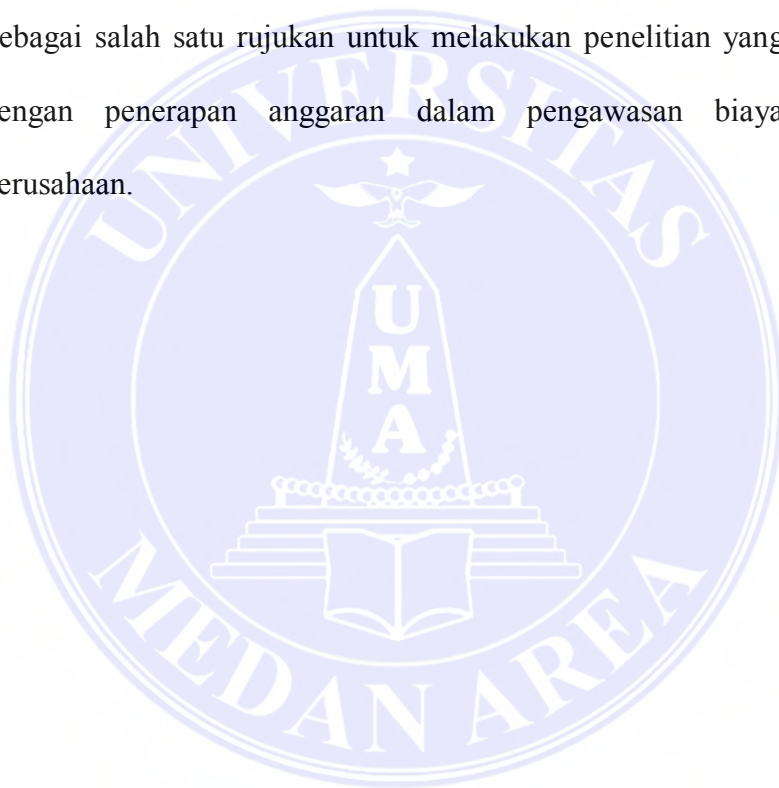 ebagai salah satu rujukan untuk melakukan penelitian yang
engan penerapan anggaran dalam pengawasan biaya
erusahaan.
UNIVERSITAS
UMA
MEDAN AREA